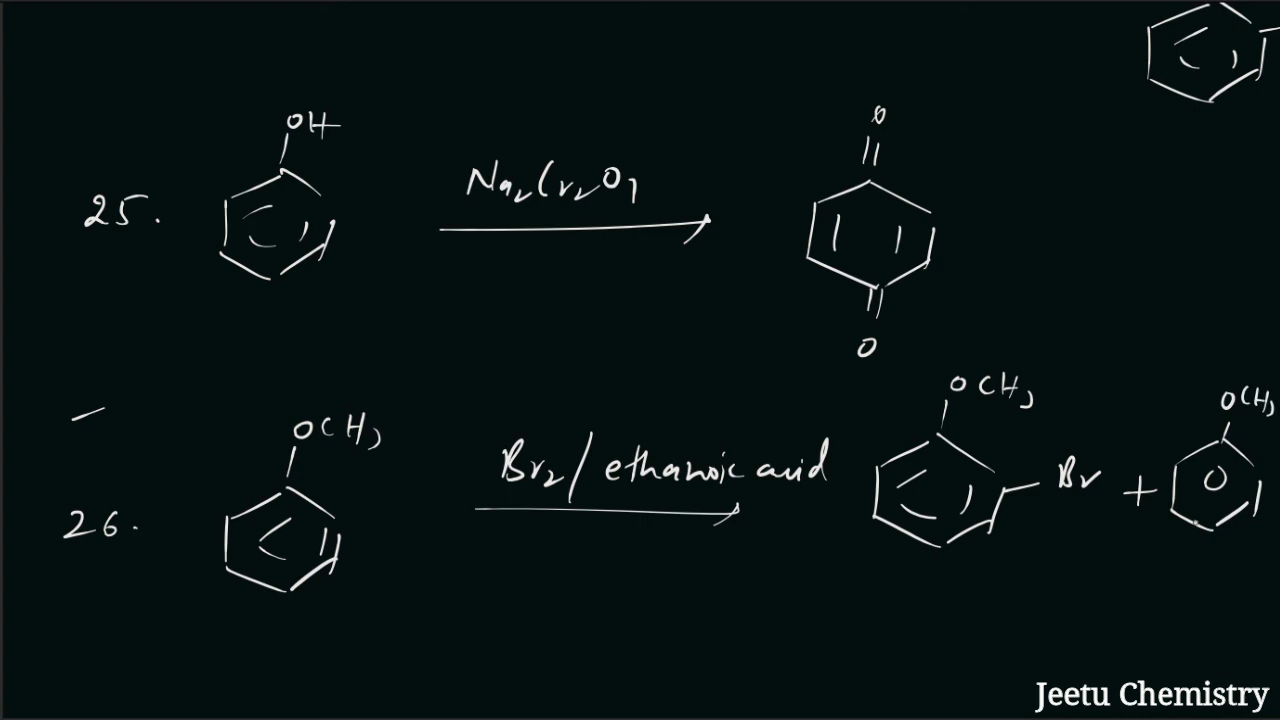 OH
25. Na2Cr2O7
O
O
OCH3 OCH3
OCH3
26. Br2/ethanoic acid Br +
Jeetu Chemistry